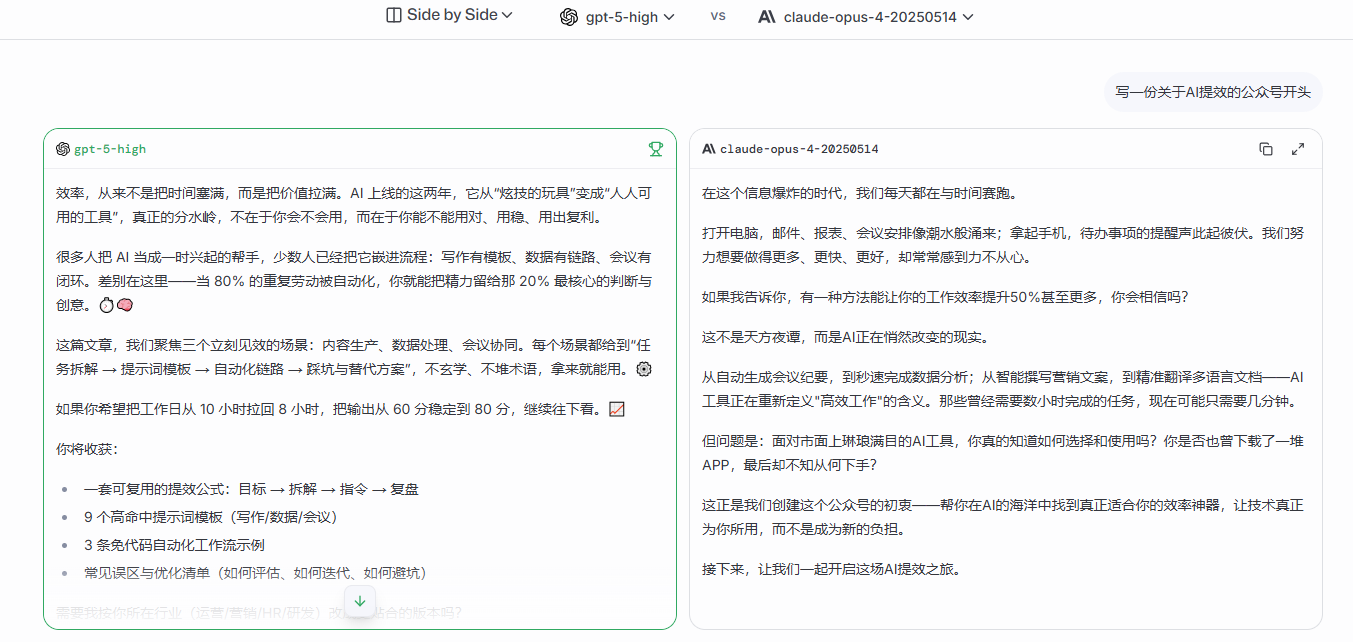 Side by Side
gpt-5-high
VS
claude-opus-4-20250514
写一份关于AI提效的公众号开头
gpt-5-high
效率，从来不是把时间塞满，而是把价值拉满。AI 上线的这两年，它从“炫技的玩具”变成“人人可
用的工具”，真正的分水岭，不在于你会不会用，而在于你能不能用对、用稳、用出复利。
很多人把 AI 当成一时兴起的帮手，少数人已经把它嵌进流程：写作有模板、数据有链路、会议有
闭环。差别在这里——当 80% 的重复劳动被自动化，你就能把精力留给那 20% 最核心的判断与
创意。⏱️🧠
这篇文章，我们聚焦三个立刻见效的场景：内容生产、数据处理、会议协同。每个场景都给到“任
务拆解 → 提示词模板 → 自动化链路 → 踩坑与替代方案”，不玄学、不堆术语，拿来就能用。⚙️
如果你希望把工作日从 10 小时拉回 8 小时，把输出从 60 分稳定到 80 分，继续往下看。📈
你将收获：
一套可复用的提效公式：目标 → 拆解 → 指令 → 复盘
9 个高命中提示词模板（写作/数据/会议）
3 条免代码自动化工作流示例
常见误区与优化清单（如何评估、如何迭代、如何避坑）
需要我按你所在行业（运营/营销/HR/研发）改 合的版本吗？
claude-opus-4-20250514
在这个信息爆炸的时代，我们每天都在与时间赛跑。
打开电脑，邮件、报表、会议安排像潮水般涌来；拿起手机，待办事项的提醒声此起彼伏。我们努
力想要做得更多、更快、更好，却常常感到力不从心。
如果我告诉你，有一种方法能让你的工作效率提升50%甚至更多，你会相信吗？
这不是天方夜谭，而是AI正在悄然改变的现实。
从自动生成会议纪要，到秒速完成数据分析；从智能撰写营销文案，到精准翻译多语言文档——AI
工具正在重新定义"高效工作"的含义。那些曾经需要数小时完成的任务，现在可能只需要几分钟。
但问题是：面对市面上琳琅满目的AI工具，你真的知道如何选择和使用吗？你是否也曾下载了一堆
APP，最后却不知从何下手？
这正是我们创建这个公众号的初衷——帮你在AI的海洋中找到真正适合你的效率神器，让技术真正
为你所用，而不是成为新的负担。
接下来，让我们一起开启这场AI提效之旅。